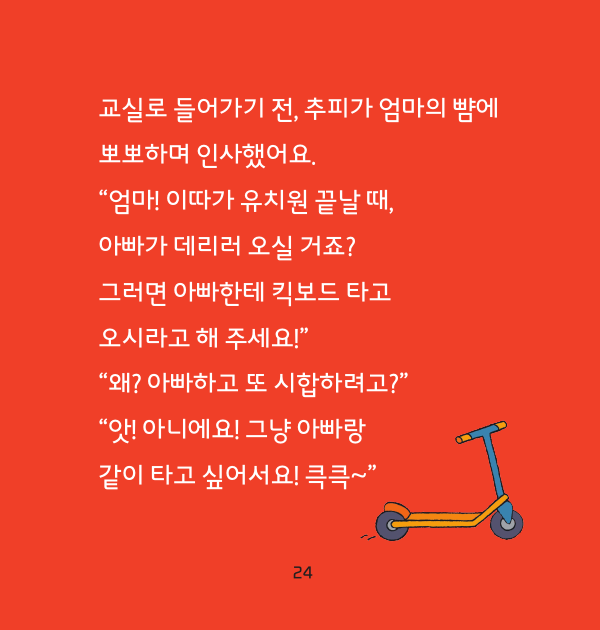 교실로 들어가기 전, 추피가 엄마의 뺨에
뽀뽀하며 인사했어요.
“엄마! 이따가 유치원 끝날 때,
아빠가 데리러 오실 거죠?
그러면 아빠한테 킥보드 타고
오시라고 해 주세요!”
“왜? 아빠하고 또 시합하려고?”
“앗! 아니에요! 그냥 아빠랑
같이 타고 싶어서요! 큭큭~”
24